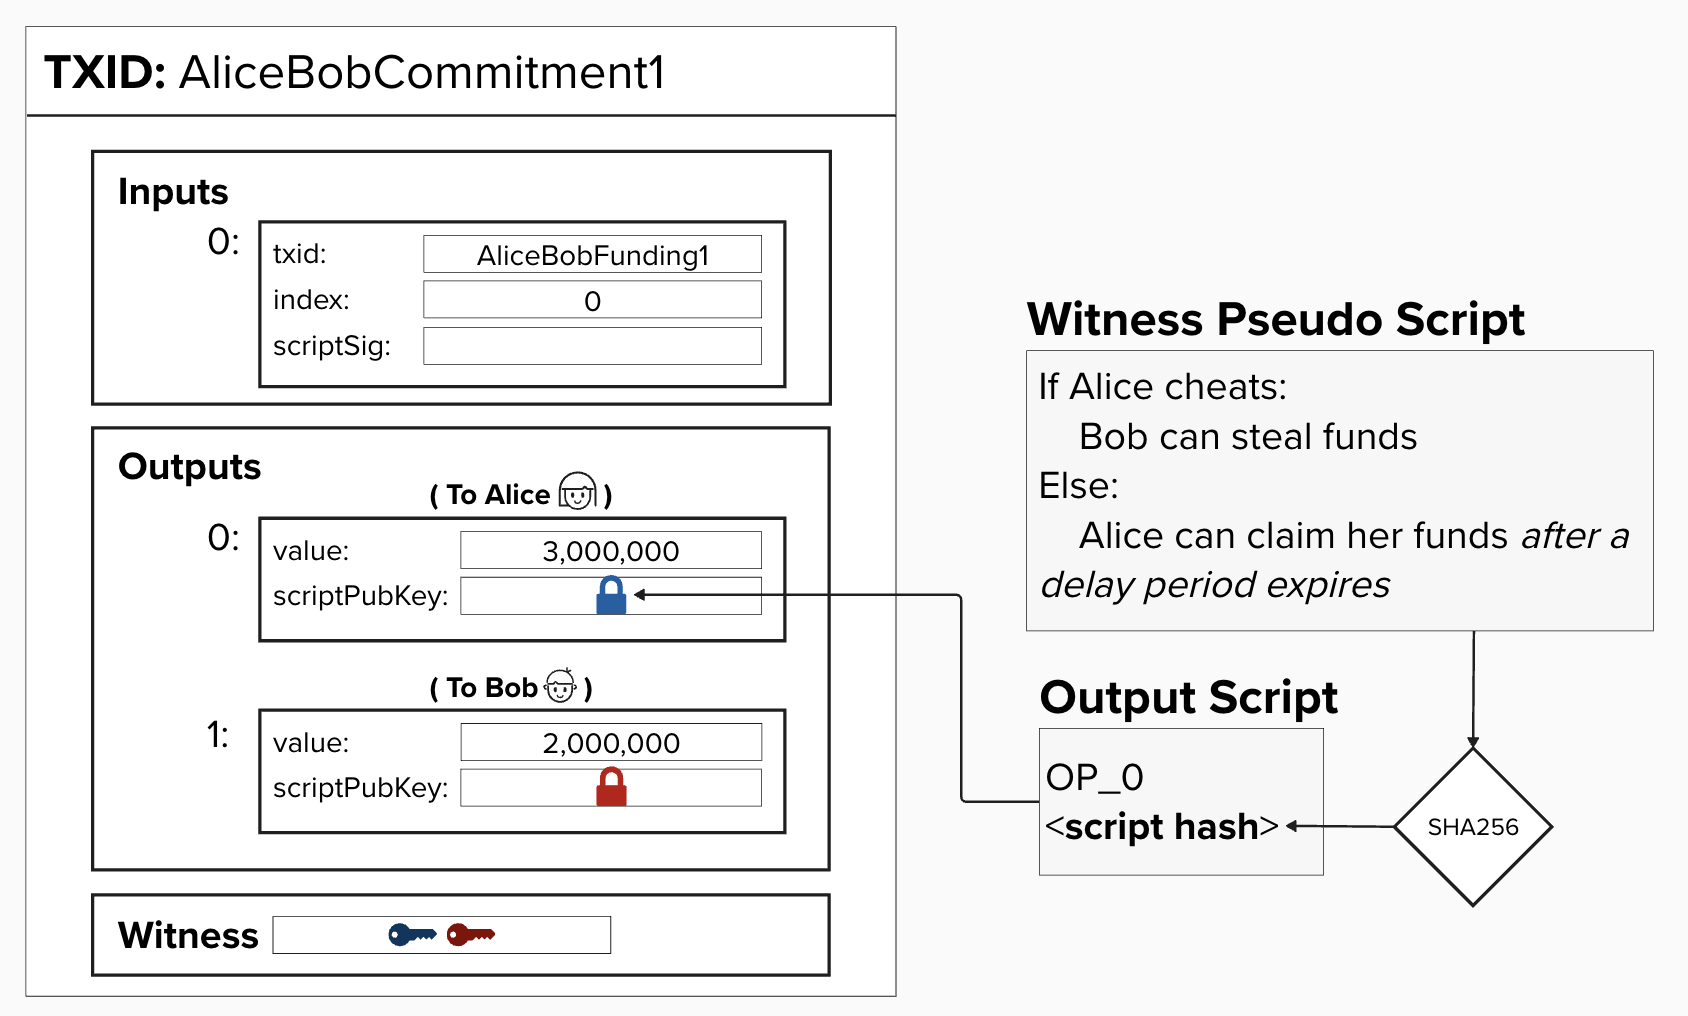 TXID: AliceBobCommitment1
Inputs
0:
txid: AliceBobFunding1
index: 0
scriptSig:
Outputs
( To Alice )
0:
value: 3,000,000
scriptPubKey:
( To Bob )
1:
value: 2,000,000
scriptPubKey:
Witness
Witness Pseudo Script
If Alice cheats:
Bob can steal funds
Else:
Alice can claim her funds after a
delay period expires
Output Script
OP_0
<script hash>
SHA256